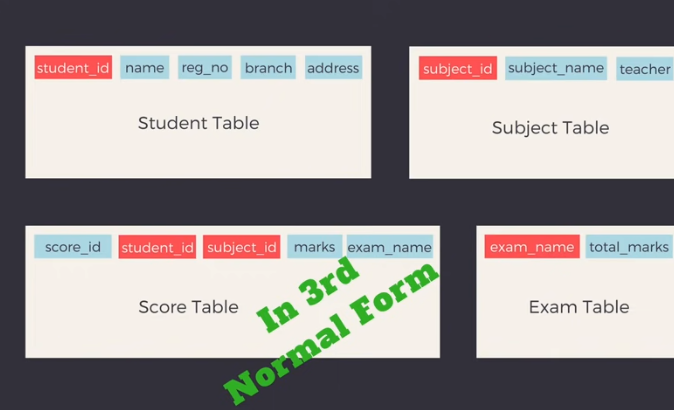 student_id name reg_no branch address
Student Table
subject_id subject_name teacher
Subject Table
score_id student_id subject_id marks exam_name
Score Table
exam_name total_marks
Exam Table
In 3rd
Normal Form